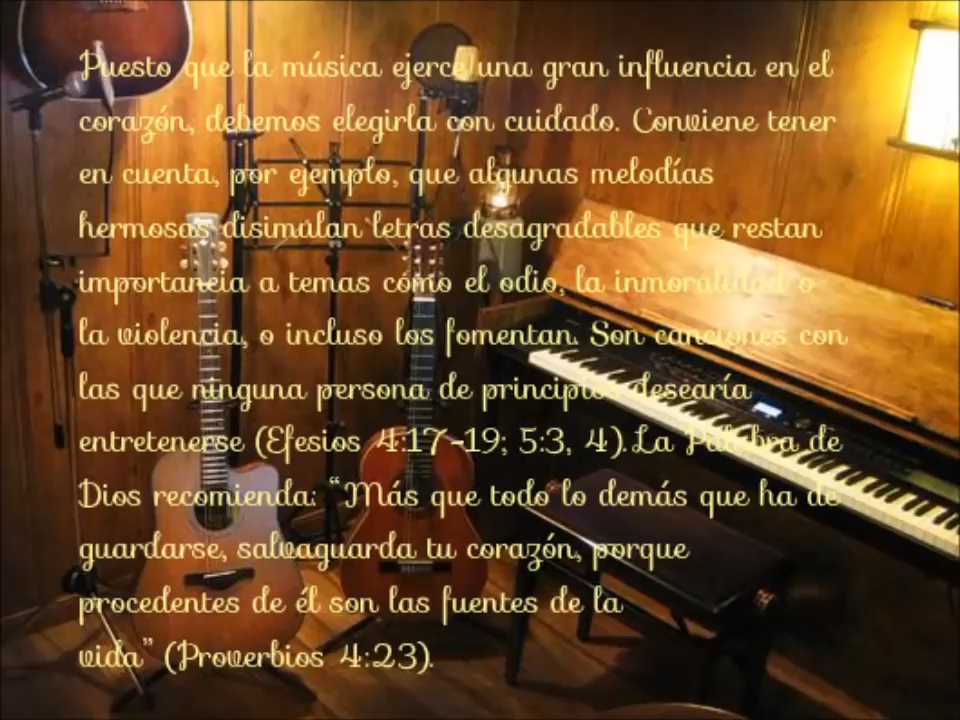 Puesto que la música ejerce una gran influencia en el
corazón, debemos elegirla con cuidado. Conviene tener
en cuenta, por ejemplo, que algunas melodías
hermosas disimulan letras desagradables que restan
importancia a temas cómo el odio, la inmoralidad o
la violencia, o incluso los fomentan. Son canciones con
las que ninguna persona de principios desearía
entretenerse (Efesios 4:17-19; 5:3, 4).La Palabra de
Dios recomienda: “Más que todo lo demás que ha de
guardarse, salvaguarda tu corazón, porque
procedentes de él son las fuentes de la
vida” (Proverbios 4:23).